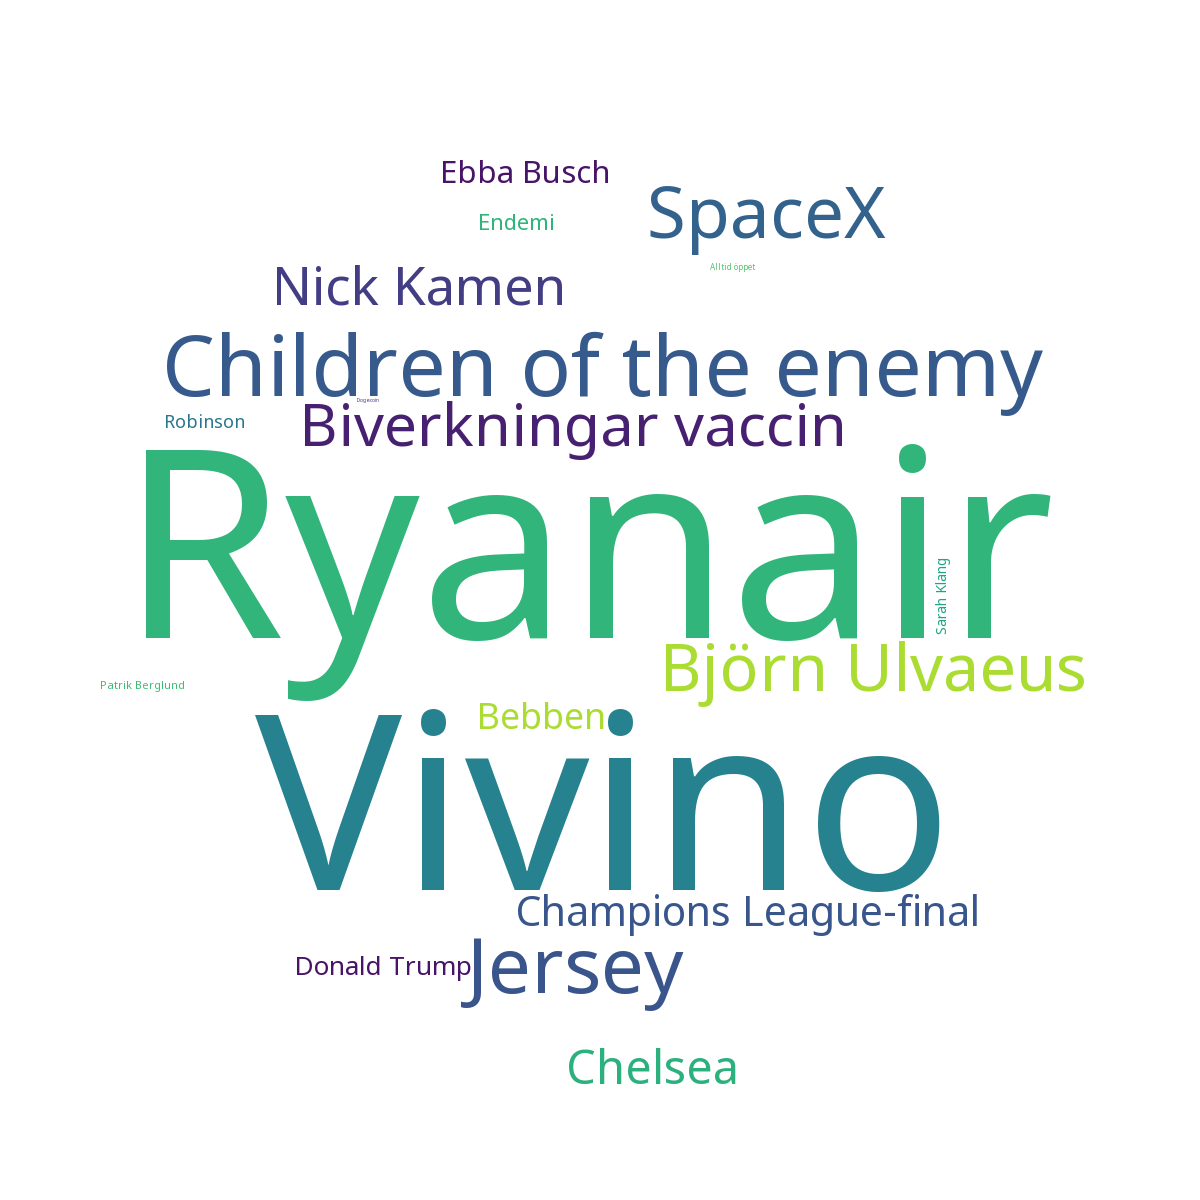 Ebba Busch
SpaceX
Endemi
Alltid öppet
Nick Kamen
Children of the enemy
Dogecoin
Robinson
Biverkningar vaccin
Ryanair
Sarah Klang
Björn Ulvaeus
Patrik Berglund
Bebben
Vivino
Champions League-final
Donald Trump
Jersey
Chelsea